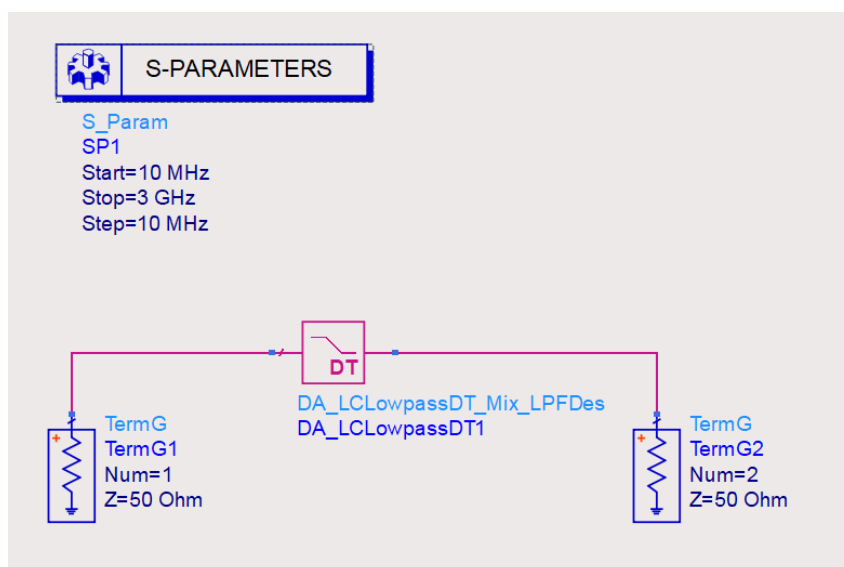 S-PARAMETERS
S_Param
SP1
Start=10 MHz
Stop=3 GHz
Step=10 MHz
DT
DA_LCLowpassDT_Mix_LPFDes
DA_LCLowpassDT1
TermG
TermG1
Num=1
Z=50 Ohm
TermG
TermG2
Num=2
Z=50 Ohm